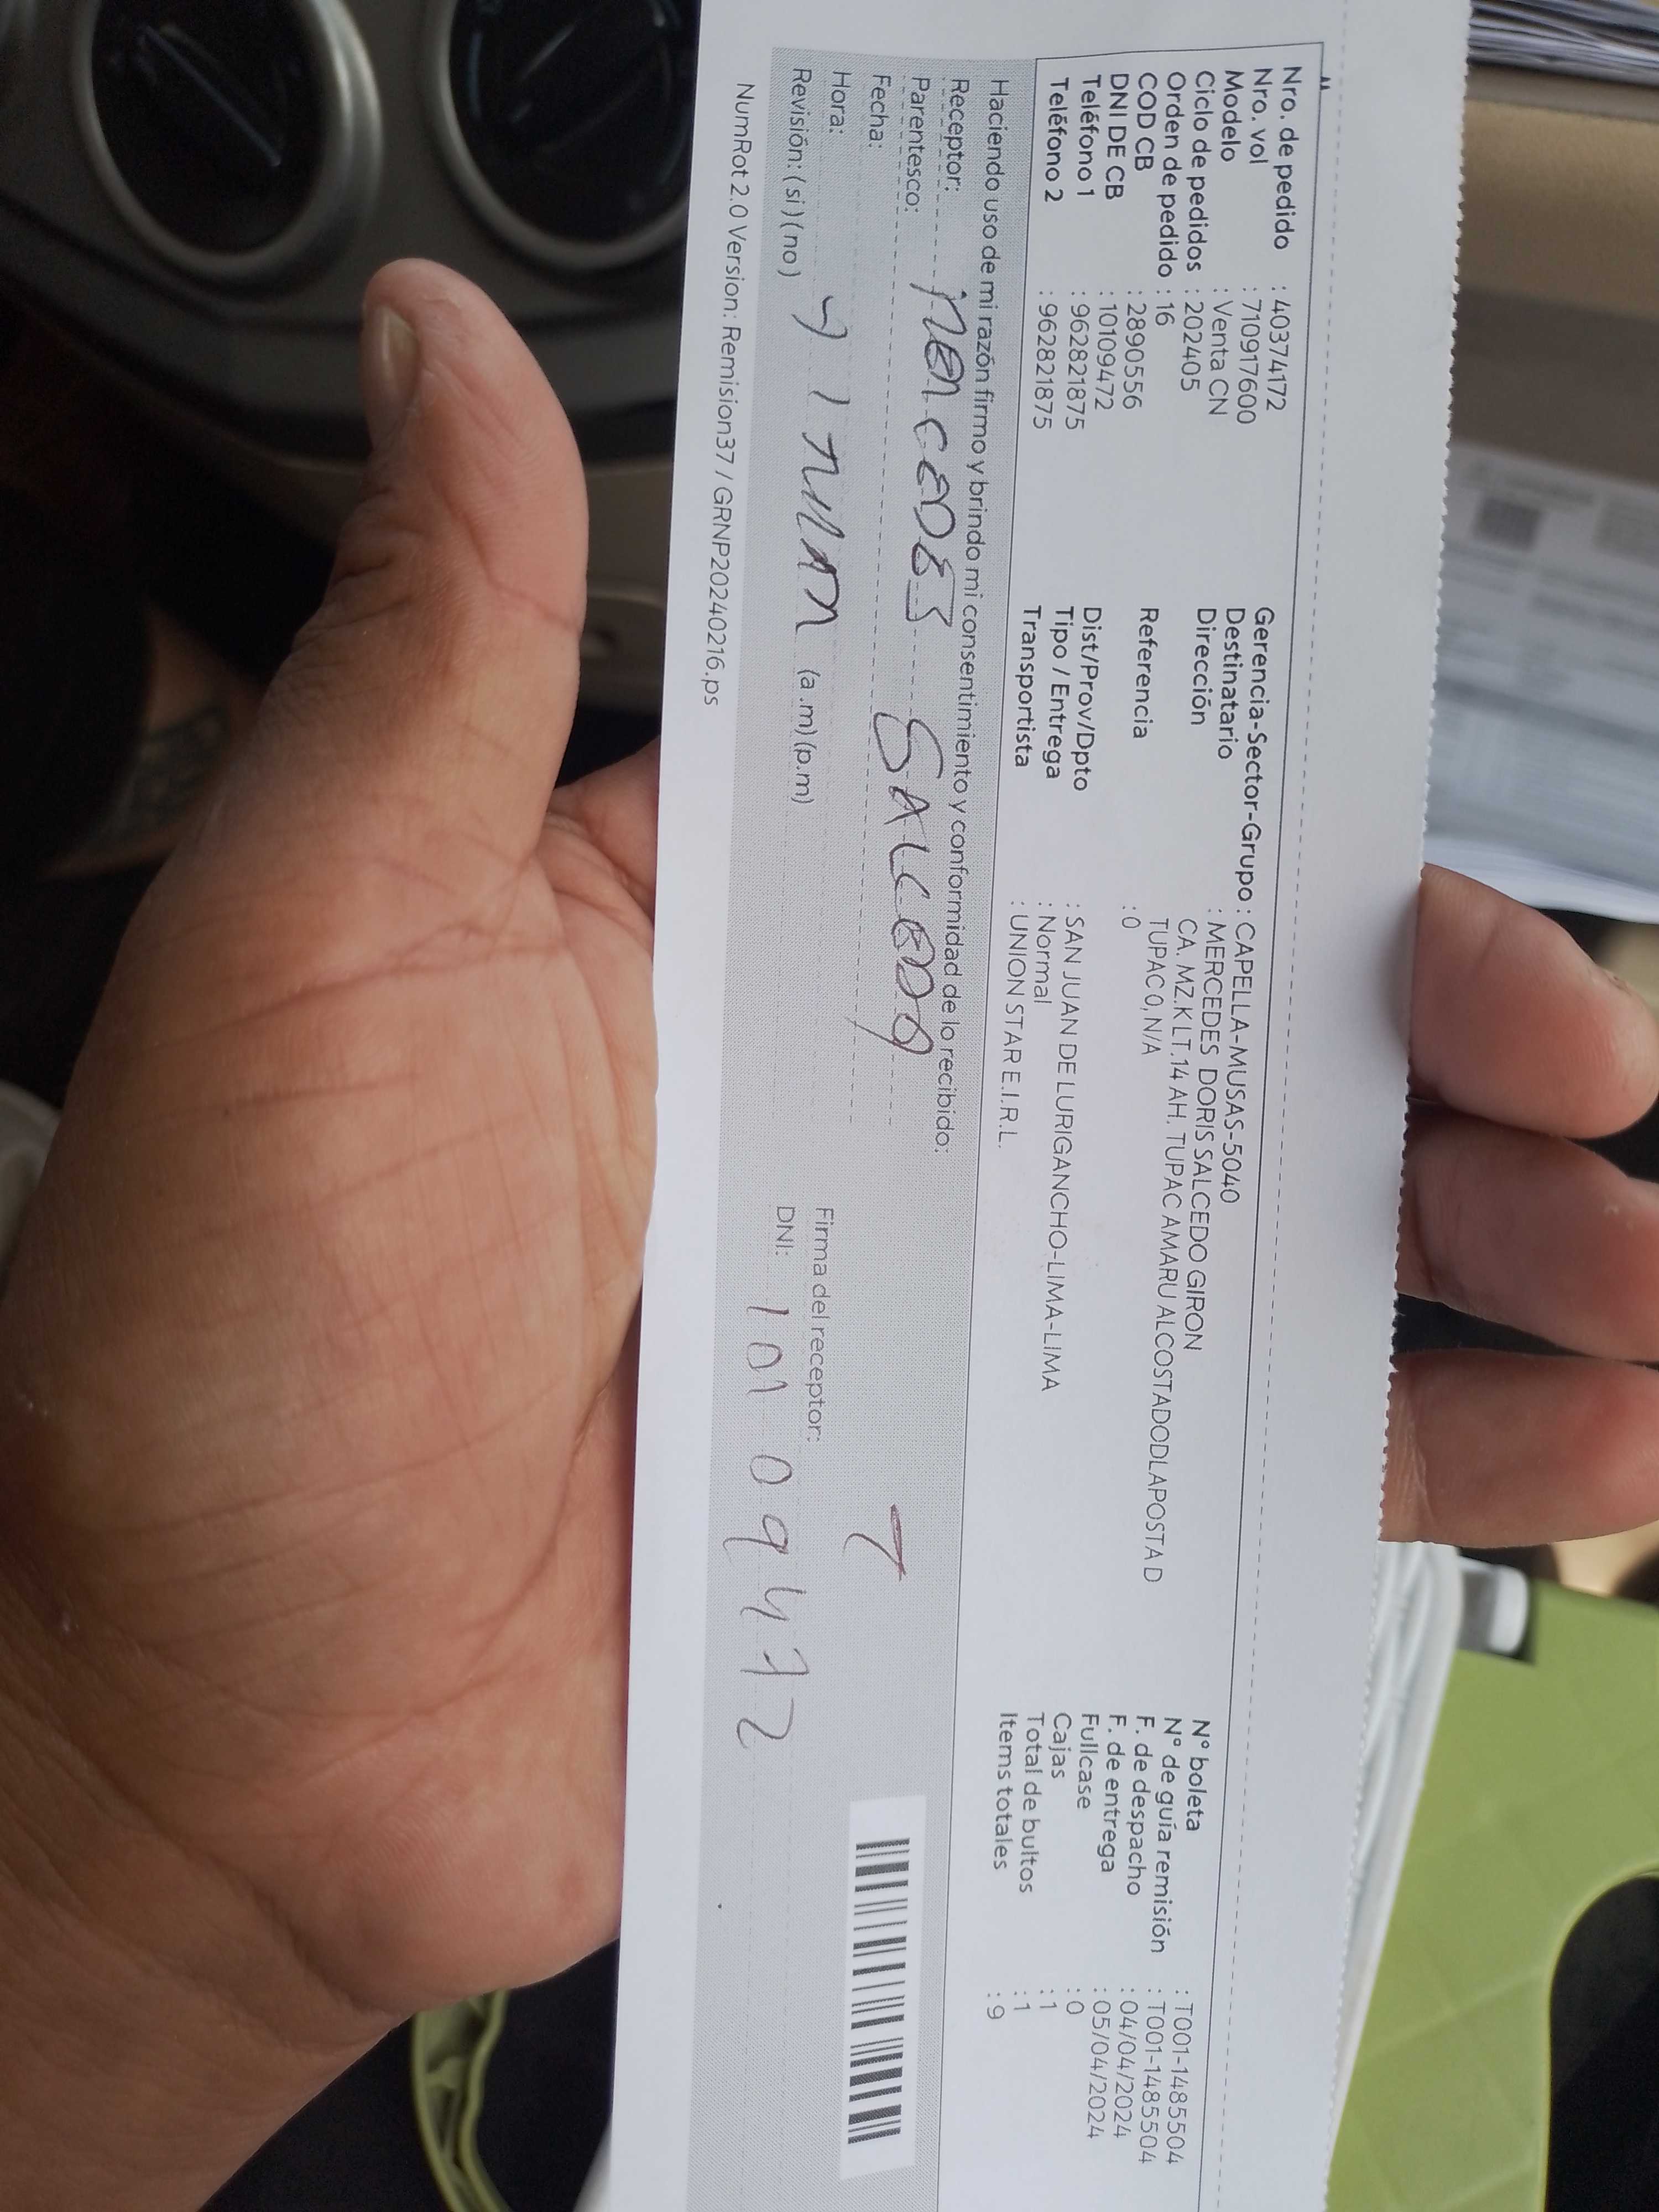 Nro. de pedido : 40374172
Nro. vol : 710917600
Modelo : Venta CN
Ciclo de pedidos : 202405
Orden de pedido : 16
COD CB : 2890556
DNI DE CB : 10109472
Teléfono 1 : 962821875
Teléfono 2 : 962821875
Gerencia-Sector-Grupo : CAPELLA-MUSAS-5040
Destinatario : MERCEDES DORIS SALCEDO GIRON
Dirección CA. MZ.K LT.14 AH. TUPAC AMARU ALCOSTADODLAPOSTA D
TUPAC 0, N/A
Referencia : 0
Dist/Prov/Dpto : SAN JUAN DE LURIGANCHO-LIMA-LIMA
Tipo / Entrega : Normal
Transportista : UNION STAR E.I.R.L.
N° boleta : T001-1485504
N° de guía remisión : T001-1485504
F. de despacho : 04/04/2024
F. de entrega : 05/04/2024
Fullcase : 0
Cajas : 1
Total de bultos : 1
Items totales : 9
Haciendo uso de mi razón firmo y brindo mi consentimiento y conformidad de lo recibido:
Receptor: Mercedes Salcedo
Parentesco:
Fecha:
Hora: (a.m)(p.m)
Revisión: (si)(no)
Firma del receptor:
DNI: 10109472
NumRot 2.0 Version: Remision37 / GRNP20240216.ps